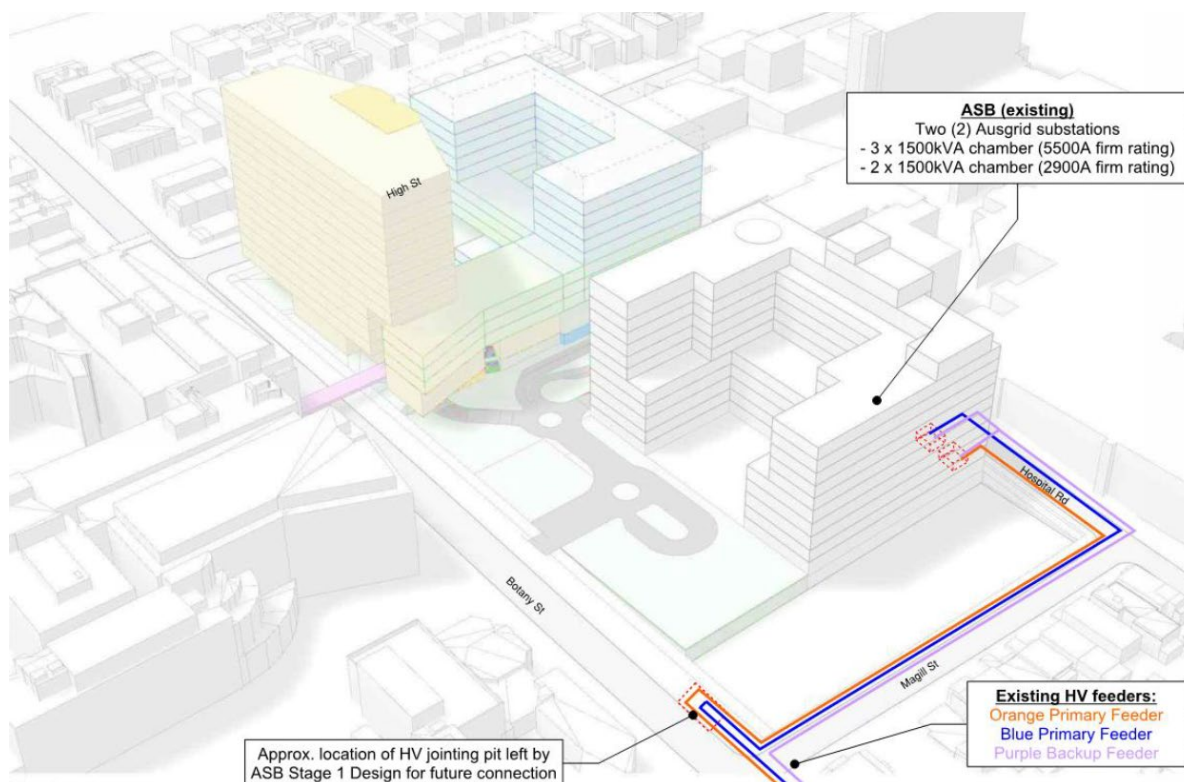 ASB (existing)
Two (2) Ausgrid substations
- 3 x 1500kVA chamber (5500A firm rating)
- 2 x 1500kVA chamber (2900A firm rating)
High St
Hospital Rd
Botany St
Magill St
Existing HV feeders:
Orange Primary Feeder
Blue Primary Feeder
Purple Backup Feeder
Approx. location of HV jointing pit left by
ASB Stage 1 Design for future connection